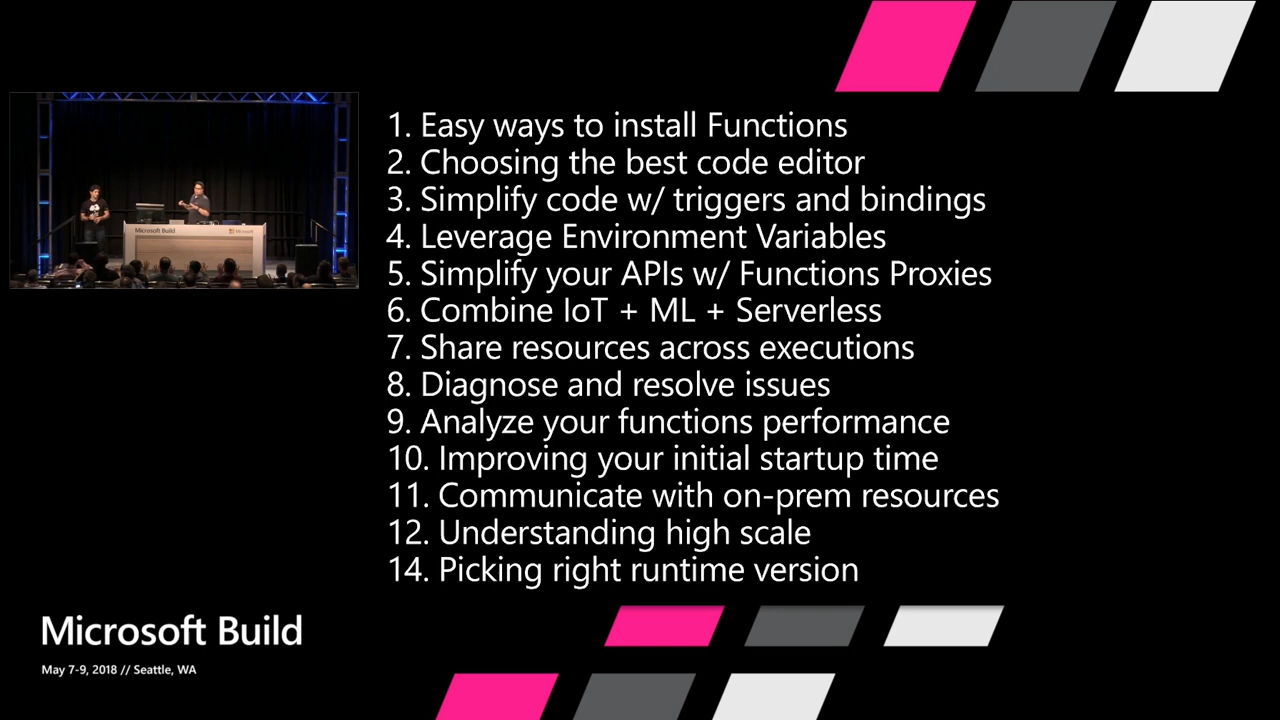 1. Easy ways to install Functions
2. Choosing the best code editor
3. Simplify code w/ triggers and bindings
4. Leverage Environment Variables
5. Simplify your APIs w/ Functions Proxies
6. Combine IoT + ML + Serverless
7. Share resources across executions
8. Diagnose and resolve issues
9. Analyze your functions performance
10. Improving your initial startup time
11. Communicate with on-prem resources
12. Understanding high scale
14. Picking right runtime version
Microsoft Build
Microsoft
Microsoft Build
May 7-9, 2018 // Seattle, WA